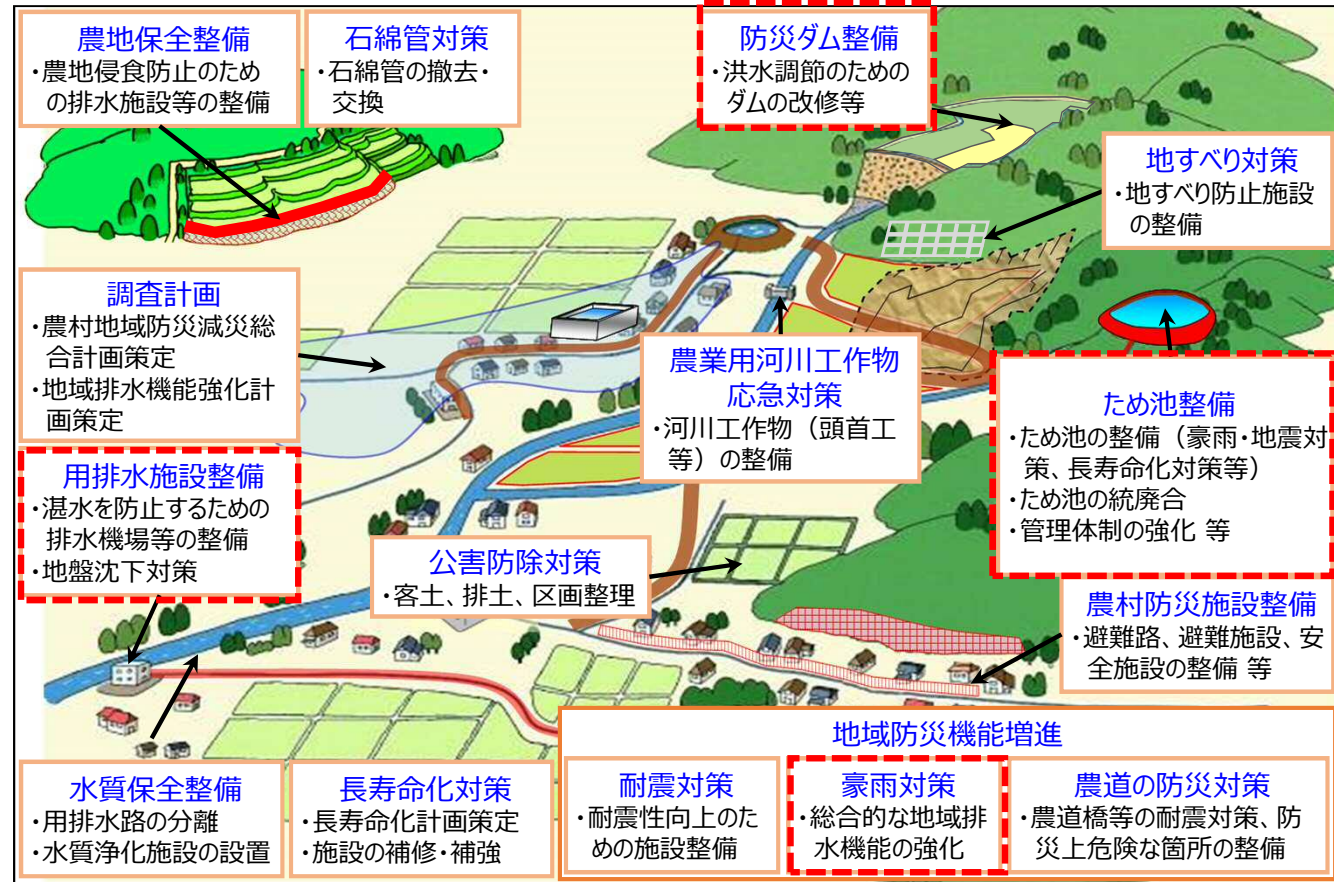 農地保全整備
・農地侵食防止のため
の排水施設等の整備
石綿管対策
・石綿管の撤去・
交換
防災ダム整備
・洪水調節のための
ダムの改修等
地すべり対策
・地すべり防止施設
の整備
調査計画
・農村地域防災減災総
合計画策定
・地域排水機能強化計
画策定
農業用河川工作物
応急対策
・河川工作物（頭首工
等）の整備
ため池整備
・ため池の整備（豪雨・地震対
策、長寿命化対策等）
・ため池の統廃合
・管理体制の強化 等
用排水施設整備
・湛水を防止するための
排水機場等の整備
・地盤沈下対策
公害防除対策
・客土、排土、区画整理
農村防災施設整備
・避難路、避難施設、安
全施設の整備 等
水質保全整備
・用排水路の分離
・水質浄化施設の設置
長寿命化対策
・長寿命化計画策定
・施設の補修・補強
地域防災機能増進
耐震対策
・耐震性向上のた
めの施設整備
豪雨対策
・総合的な地域排
水機能の強化
農道の防災対策
・農道橋等の耐震対策、防
災上危険な箇所の整備